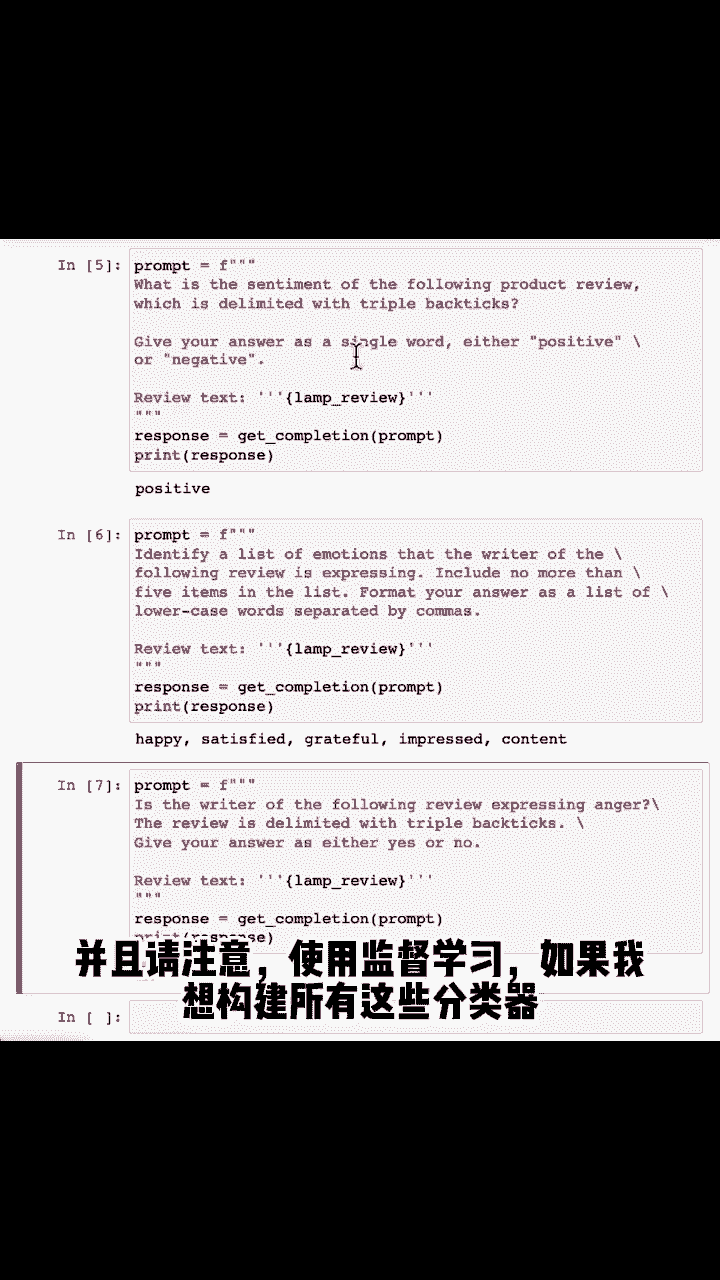 In [5]: prompt = f"""
What is the sentiment of the following product review,
which is delimited with triple backticks?
Give your answer as a single word, either "positive" \
or "negative".
Review text: '''{lamp_review}'''
"""
response = get_completion(prompt)
print(response)
positive
In [6]: prompt = f"""
Identify a list of emotions that the writer of the \
following review is expressing. Include no more than \
five items in the list. Format your answer as a list of \
lower-case words separated by commas.
Review text: '''{lamp_review}'''
"""
response = get_completion(prompt)
print(response)
happy, satisfied, grateful, impressed, content
In [7]: prompt = f"""
Is the writer of the following review expressing anger?\
The review is delimited with triple backticks. \
Give your answer as either yes or no.
Review text: '''{lamp_review}'''
"""
response = get_completion(prompt)
print(response)
并且请注意，使用监督学习，如果我
想构建所有这些分类器
In [ ]: